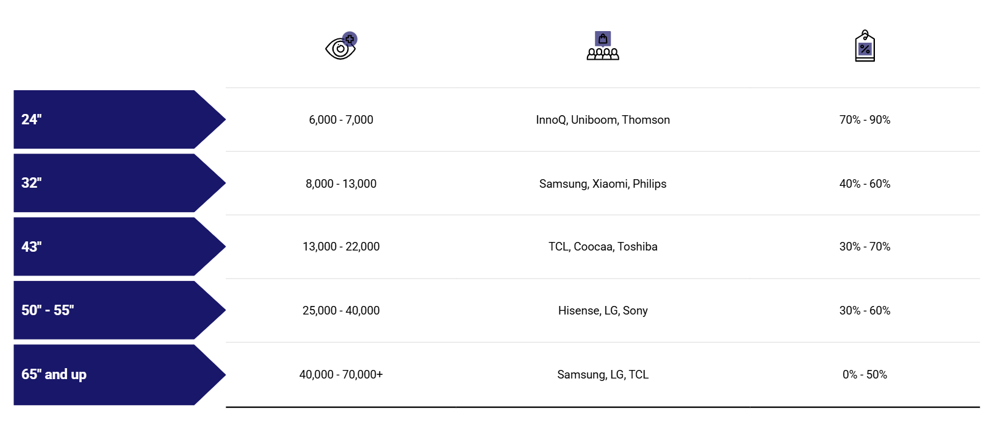 24"
6,000 - 7,000
InnoQ, Uniboom, Thomson
70% - 90%
32"
8,000 - 13,000
Samsung, Xiaomi, Philips
40% - 60%
43"
13,000 - 22,000
TCL, Coocaa, Toshiba
30% - 70%
50" - 55"
25,000 - 40,000
Hisense, LG, Sony
30% - 60%
65" and up
40,000 - 70,000+
Samsung, LG, TCL
0% - 50%